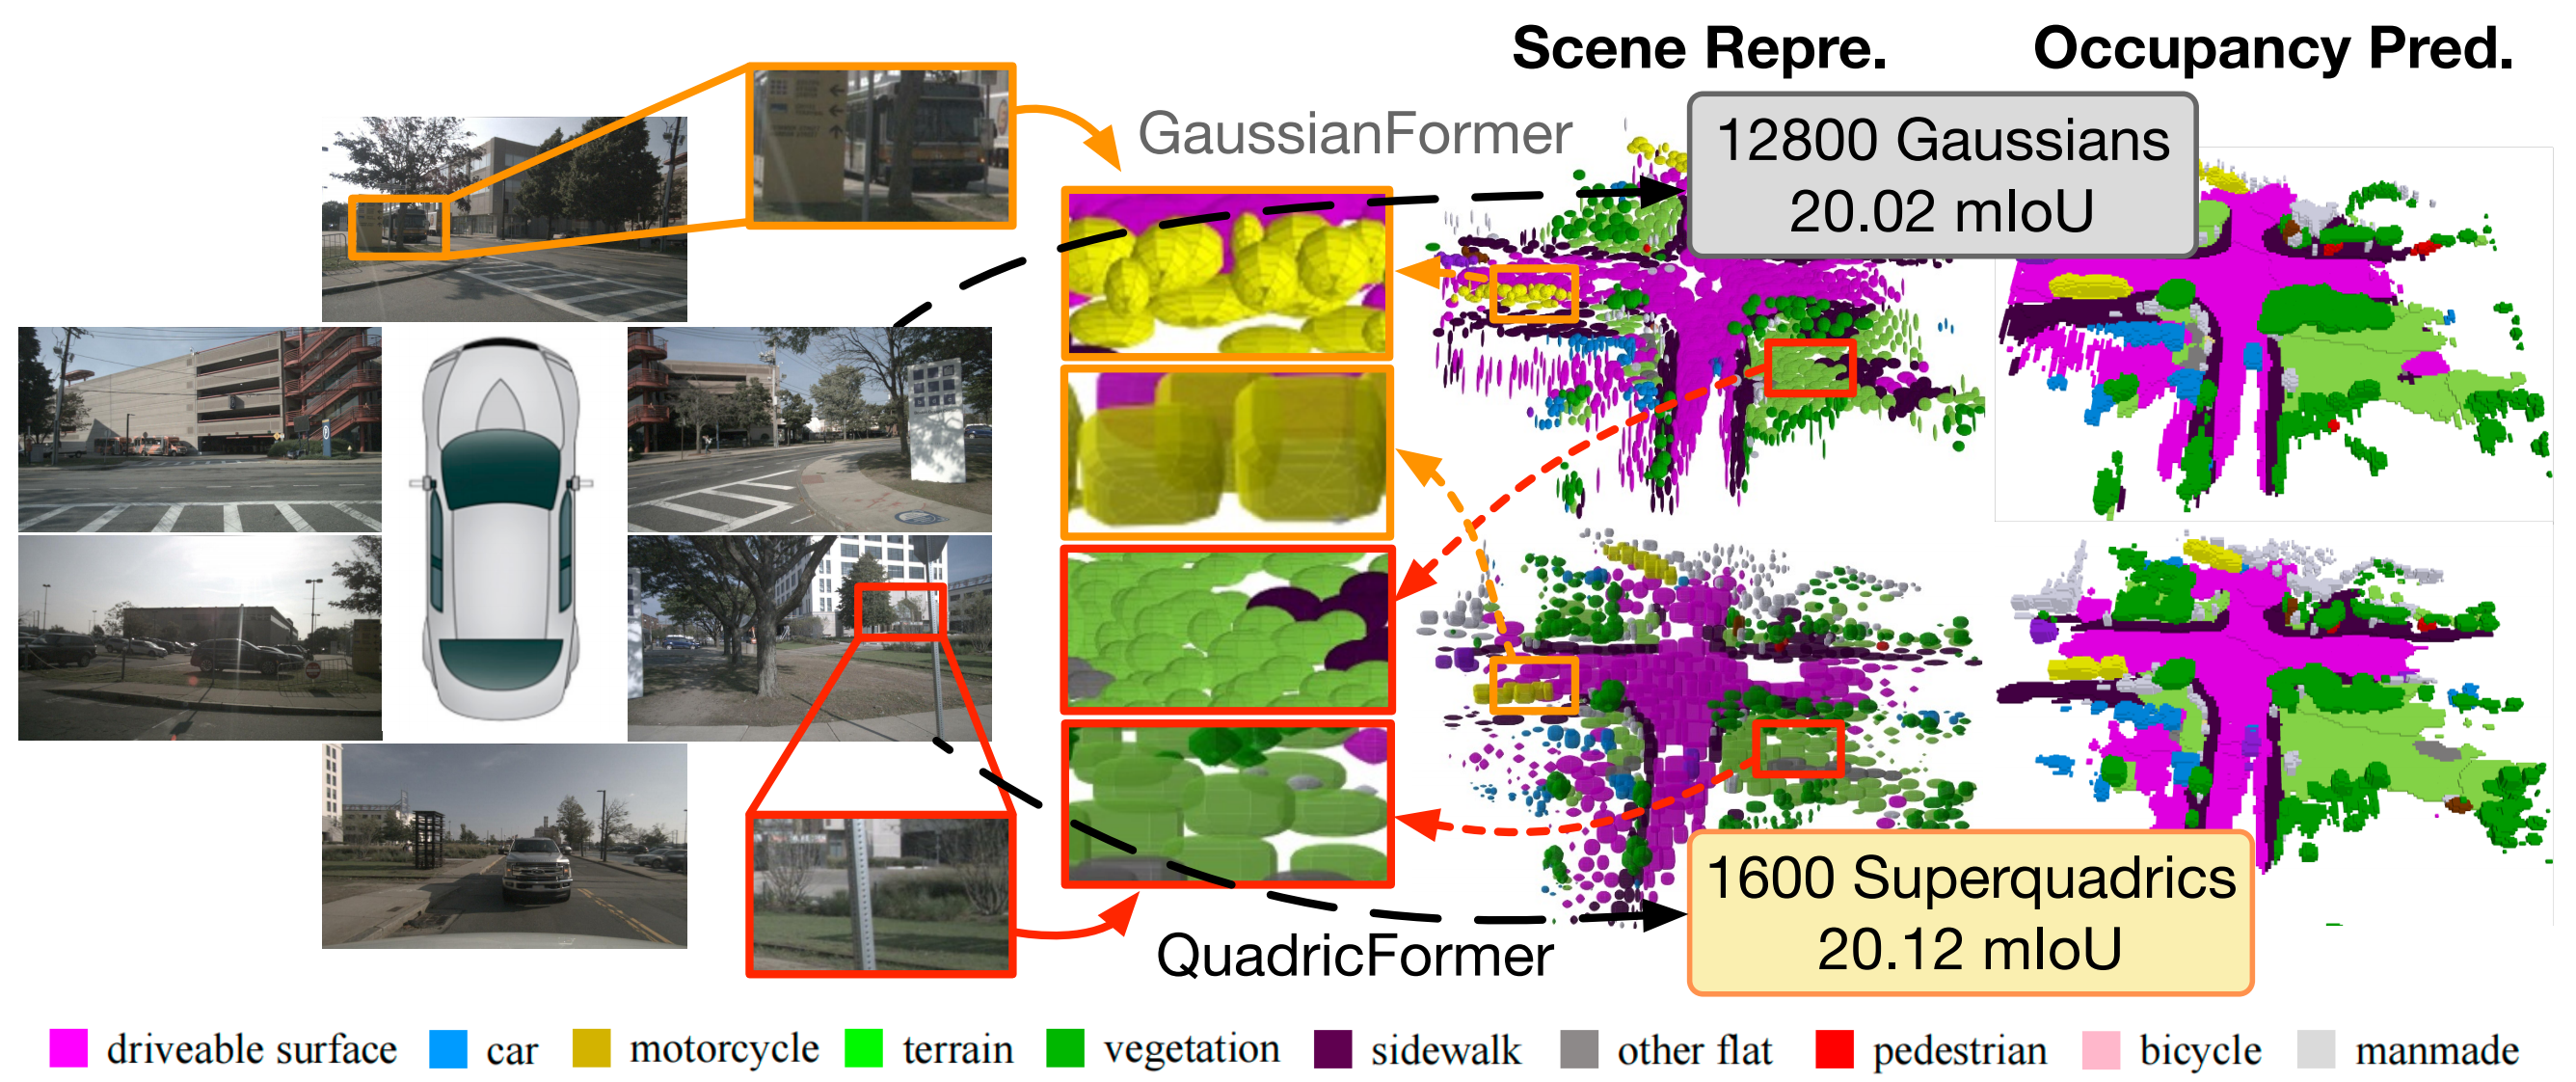 Scene Repre.
Occupancy Pred.
GaussianFormer
12800 Gaussians
20.02 mIoU
QuadricFormer
1600 Superquadrics
20.12 mIoU
driveable surface
car
motorcycle
terrain
vegetation
sidewalk
other flat
pedestrian
bicycle
manmade